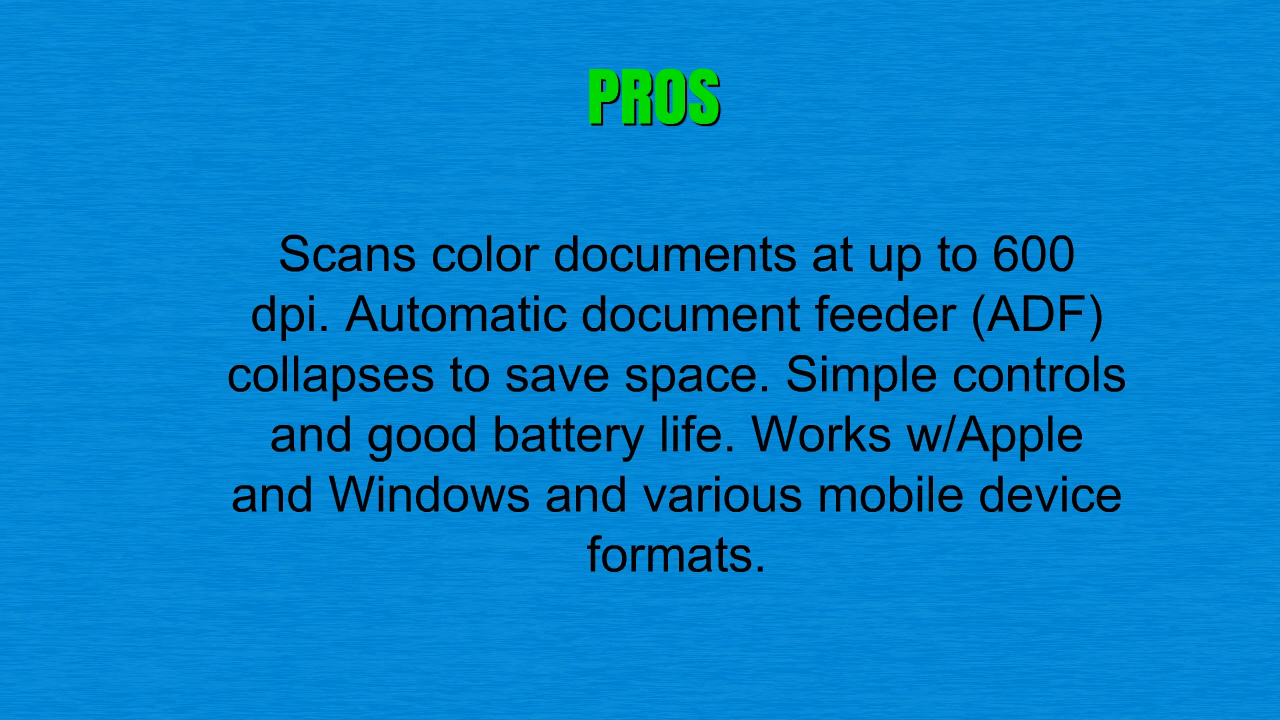 PROS
Scans color documents at up to 600
dpi. Automatic document feeder (ADF)
collapses to save space. Simple controls
and good battery life. Works w/Apple
and Windows and various mobile device
formats.